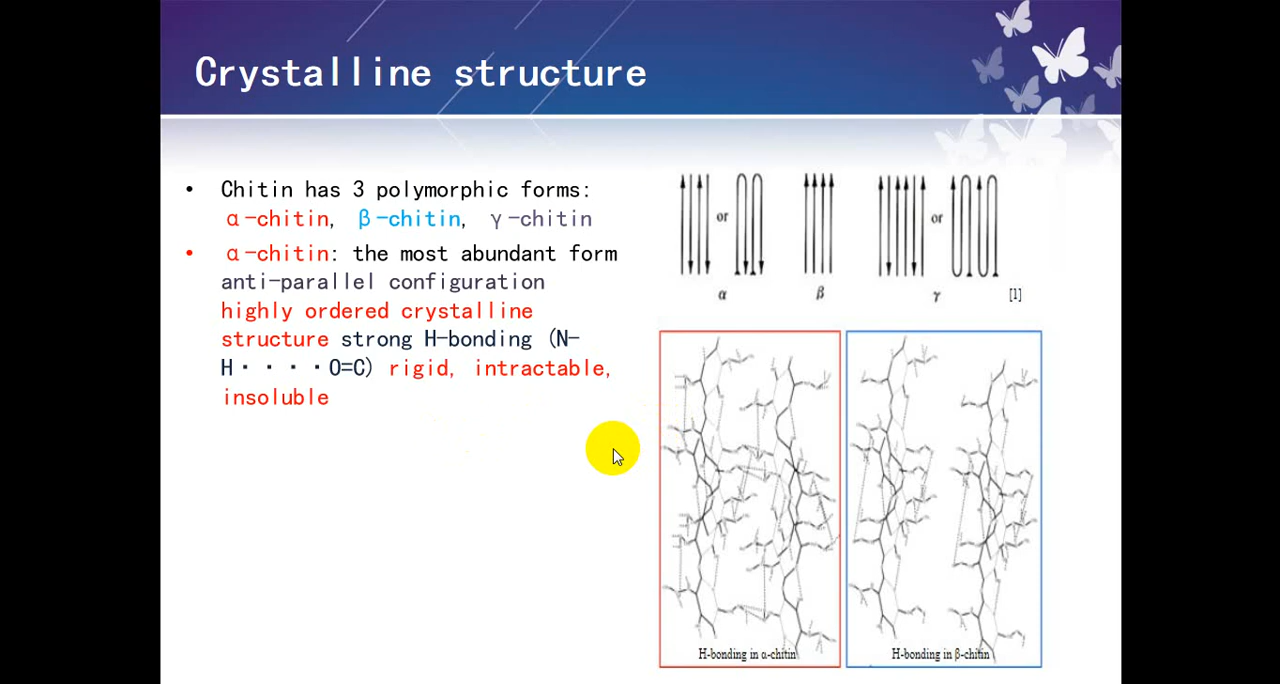 Crystalline structure
• Chitin has 3 polymorphic forms:
α-chitin, β-chitin, γ-chitin
• α-chitin: the most abundant form
anti-parallel configuration
highly ordered crystalline
structure strong H-bonding (N-
H····O=C) rigid, intractable,
insoluble
or
or
α
β
γ
[1]
H-bonding in α-chitin
H-bonding in β-chitin